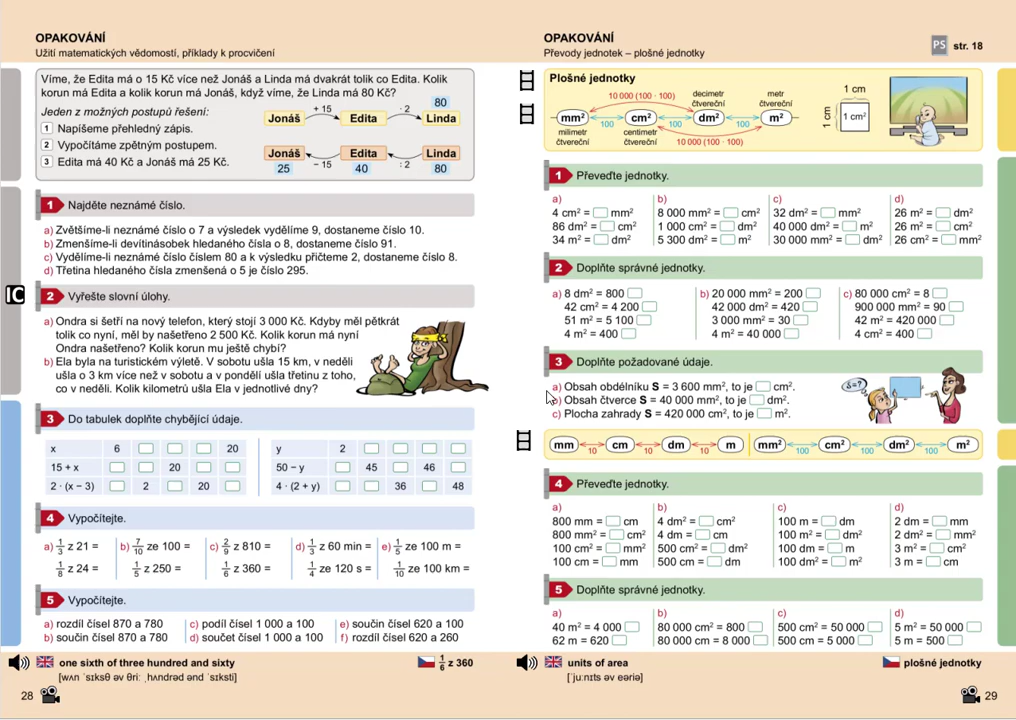 OPAKOVÁNÍ
Užití matematických vědomostí, příklady k procvičení
Víme, že Edita má o 15 Kč více než Jonáš a Linda má dvakrát tolik co Edita. Kolik
korun má Edita a kolik korun má Jonáš, když víme, že Linda má 80 Kč?
Jeden z možných postupů řešení:
1 Napíšeme přehledný zápis.
2 Vypočítáme zpětným postupem.
3 Edita má 40 Kč a Jonáš má 25 Kč.
80
+ 15 · 2
Jonáš Edita Linda
Jonáš Edita Linda
− 15 : 2
25 40 80
1 Najděte neznámé číslo.
a) Zvětšíme-li neznámé číslo o 7 a výsledek vydělíme 9, dostaneme číslo 10.
b) Zmenšíme-li devítinásobek hledaného čísla o 8, dostaneme číslo 91.
c) Vydělíme-li neznámé číslo číslem 80 a k výsledku přičteme 2, dostaneme číslo 8.
d) Třetina hledaného čísla zmenšená o 5 je číslo 295.
IC
2 Vyřešte slovní úlohy.
a) Ondra si šetří na nový telefon, který stojí 3 000 Kč. Kdyby měl pětkrát
tolik co nyní, měl by našetřeno 2 500 Kč. Kolik korun má nyní
Ondra našetřeno? Kolik korun mu ještě chybí?
b) Ela byla na turistickém výletě. V sobotu ušla 15 km, v neděli
ušla o 3 km více než v sobotu a v pondělí ušla třetinu z toho,
co v neděli. Kolik kilometrů ušla Ela v jednotlivé dny?
3 Do tabulek doplňte chybějící údaje.
x 6 20
15 + x 20
2 · (x − 3) 2 20
y 2
50 − y 45 46
4 · (2 + y) 36 48
4 Vypočítejte.
a) 1/3 z 21 = b) 7/10 ze 100 = c) 2/9 z 810 = d) 1/3 z 60 min = e) 1/5 ze 100 m =
1/8 z 24 = 1/5 z 250 = 1/6 z 360 = 1/4 ze 120 s = 1/10 ze 100 km =
5 Vypočítejte.
a) rozdíl čísel 870 a 780 c) podíl čísel 1 000 a 100 e) součin čísel 620 a 100
b) součin čísel 870 a 780 d) součet čísel 1 000 a 100 f) rozdíl čísel 620 a 260
one sixth of three hundred and sixty 1/6 z 360
[wʌn ˈsɪksθ əv θriː ˌhʌndrəd ənd ˈsɪksti]
28
OPAKOVÁNÍ
Převody jednotek – plošné jednotky
PS str. 18
Plošné jednotky
10 000 (100 · 100) decimetr čtvereční metr čtvereční
mm² cm² dm² m²
100 100 100
milimetr čtvereční centimetr čtvereční 10 000 (100 · 100)
1 cm
1 cm
1 cm²
1 Převeďte jednotky.
a) b) c) d)
4 cm² = mm² 8 000 mm² = cm² 32 dm² = mm² 26 m² = dm²
86 dm² = cm² 1 000 cm² = dm² 40 000 dm² = m² 26 m² = cm²
34 m² = dm² 5 300 dm² = m² 30 000 mm² = dm² 26 cm² = mm²
2 Doplňte správné jednotky.
a) 8 dm² = 800 b) 20 000 mm² = 200 c) 80 000 cm² = 8
42 cm² = 4 200 42 000 dm² = 420 900 000 mm² = 90
51 m² = 5 100 3 000 mm² = 30 42 m² = 420 000
4 m² = 400 4 m² = 40 000 4 cm² = 400
3 Doplňte požadované údaje.
a) Obsah obdélníku S = 3 600 mm², to je cm².
b) Obsah čtverce S = 40 000 mm², to je dm².
c) Plocha zahrady S = 420 000 cm², to je m².
S=?
mm cm dm m mm² cm² dm² m²
10 10 10 100 100 100
4 Převeďte jednotky.
a) b) c) d)
800 mm = cm 4 dm² = cm² 100 m = dm 2 dm = mm
800 mm² = cm² 4 dm = cm 100 m² = dm² 2 dm² = mm²
100 cm² = mm² 500 cm² = dm² 100 dm = m 3 m² = cm²
100 cm = mm 500 cm = dm 100 dm² = m² 3 m = cm
5 Doplňte správné jednotky.
a) b) c) d)
40 m² = 4 000 80 000 cm² = 800 500 cm² = 50 000 5 m² = 50 000
62 m = 620 80 000 cm = 8 000 500 cm = 5 000 5 m = 500
units of area plošné jednotky
[ˈjuːnɪts əv eəriə]
29